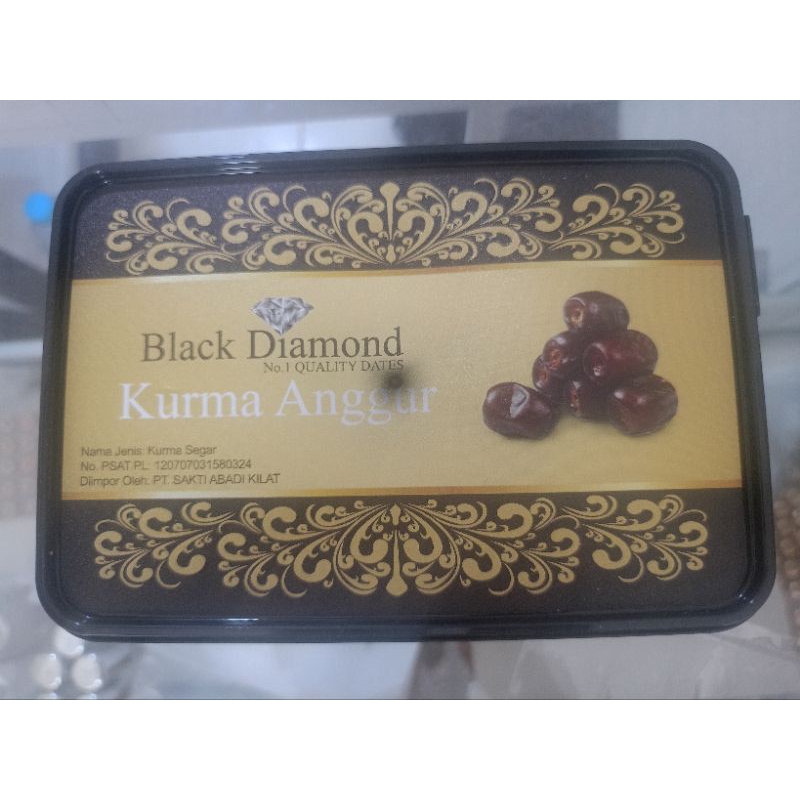 Black Diamond
No.1 QUALITY DATES
Kurma Anggur
Nama Jenis: Kurma Segar
No. PSAT PL. 120707031580324
Diimpor Oleh: PT. SAKTI ABADI KILAT